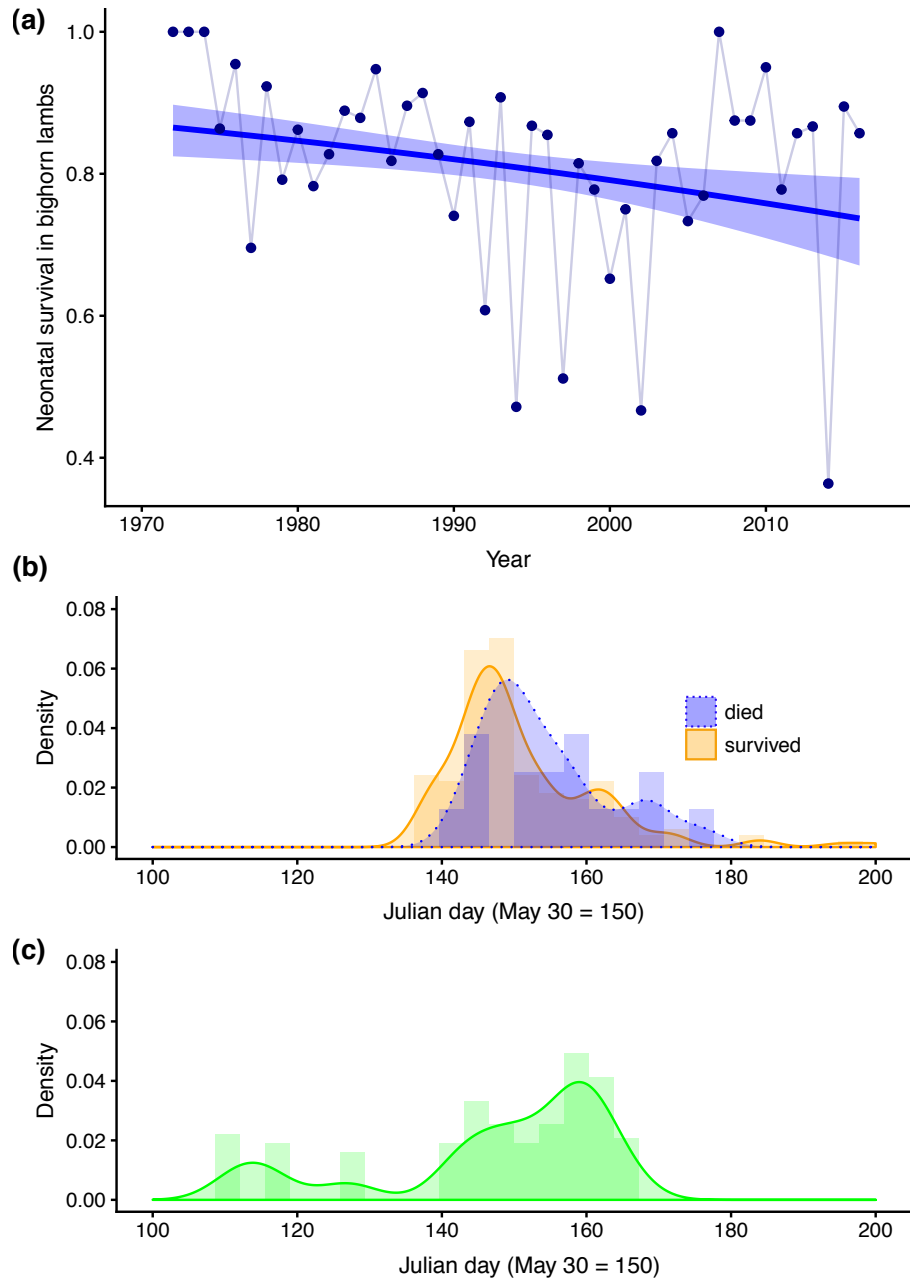 (a)
Neonatal survival in bighorn lambs
1.0
0.8
0.6
0.4
1970 1980 1990 2000 2010
Year
(b)
Density
0.08
0.06
0.04
0.02
0.00
died
survived
100 120 140 160 180 200
Julian day (May 30 = 150)
(c)
Density
0.08
0.06
0.04
0.02
0.00
100 120 140 160 180 200
Julian day (May 30 = 150)